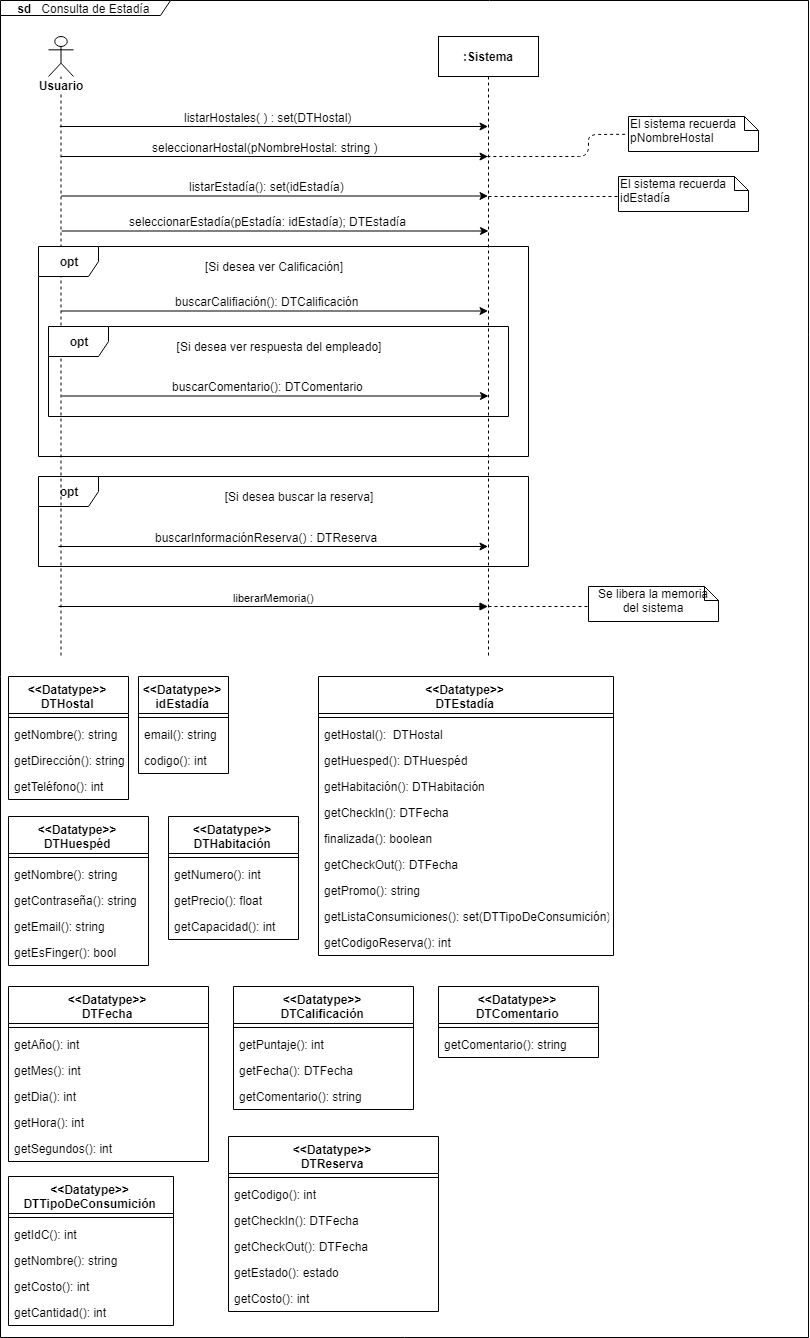 sd Consulta de Estadía
Usuario
:Sistema
listarHostales( ) : set(DTHostal)
El sistema recuerda
pNombreHostal
seleccionarHostal(pNombreHostal: string )
listarEstadía(): set(idEstadía)
El sistema recuerda
idEstadía
seleccionarEstadía(pEstadía: idEstadía); DTEstadía
opt
[Si desea ver Calificación]
buscarCalifiación(): DTCalificación
opt
[Si desea ver respuesta del empleado]
buscarComentario(): DTComentario
opt
[Si desea buscar la reserva]
buscarInformaciónReserva() : DTReserva
liberarMemoria()
Se libera la memoria
del sistema
<<Datatype>>
DTHostal
getNombre(): string
getDirección(): string
getTeléfono(): int
<<Datatype>>
idEstadía
email(): string
codigo(): int
<<Datatype>>
DTEstadía
getHostal(): DTHostal
getHuesped(): DTHuespéd
getHabitación(): DTHabitación
getCheckIn(): DTFecha
finalizada(): boolean
getCheckOut(): DTFecha
getPromo(): string
getListaConsumiciones(): set(DTTipoDeConsumición)
getCodigoReserva(): int
<<Datatype>>
DTHuespéd
getNombre(): string
getContraseña(): string
getEmail(): string
getEsFinger(): bool
<<Datatype>>
DTHabitación
getNumero(): int
getPrecio(): float
getCapacidad(): int
<<Datatype>>
DTFecha
getAño(): int
getMes(): int
getDia(): int
getHora(): int
getSegundos(): int
<<Datatype>>
DTCalificación
getPuntaje(): int
getFecha(): DTFecha
getComentario(): string
<<Datatype>>
DTComentario
getComentario(): string
<<Datatype>>
DTReserva
getCodigo(): int
getCheckIn(): DTFecha
getCheckOut(): DTFecha
getEstado(): estado
getCosto(): int
<<Datatype>>
DTTipoDeConsumición
getIdC(): int
getNombre(): string
getCosto(): int
getCantidad(): int